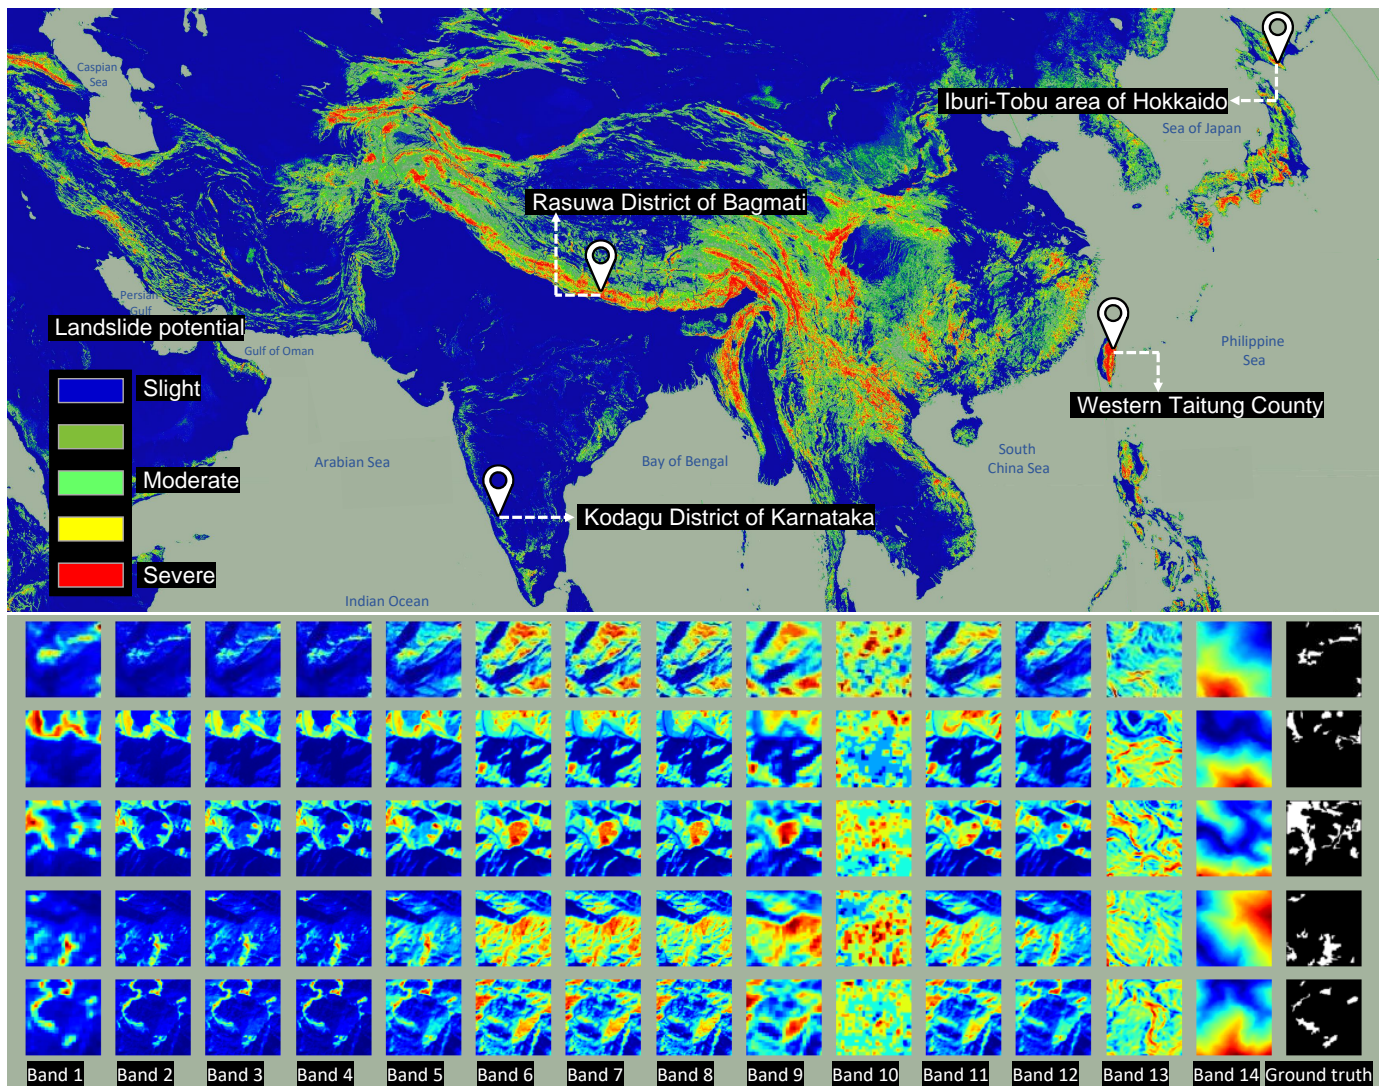 Caspian
Sea
Iburi-Tobu area of Hokkaido
Sea of Japan
Rasuwa District of Bagmati
Persian
Gulf
Landslide potential
Gulf of Oman
Philippine
Sea
Slight
Western Taitung County
Arabian Sea
Bay of Bengal
South
China Sea
Moderate
Kodagu District of Karnataka
Severe
Indian Ocean
Band 1 Band 2 Band 3 Band 4 Band 5 Band 6 Band 7 Band 8 Band 9 Band 10 Band 11 Band 12 Band 13 Band 14 Ground truth